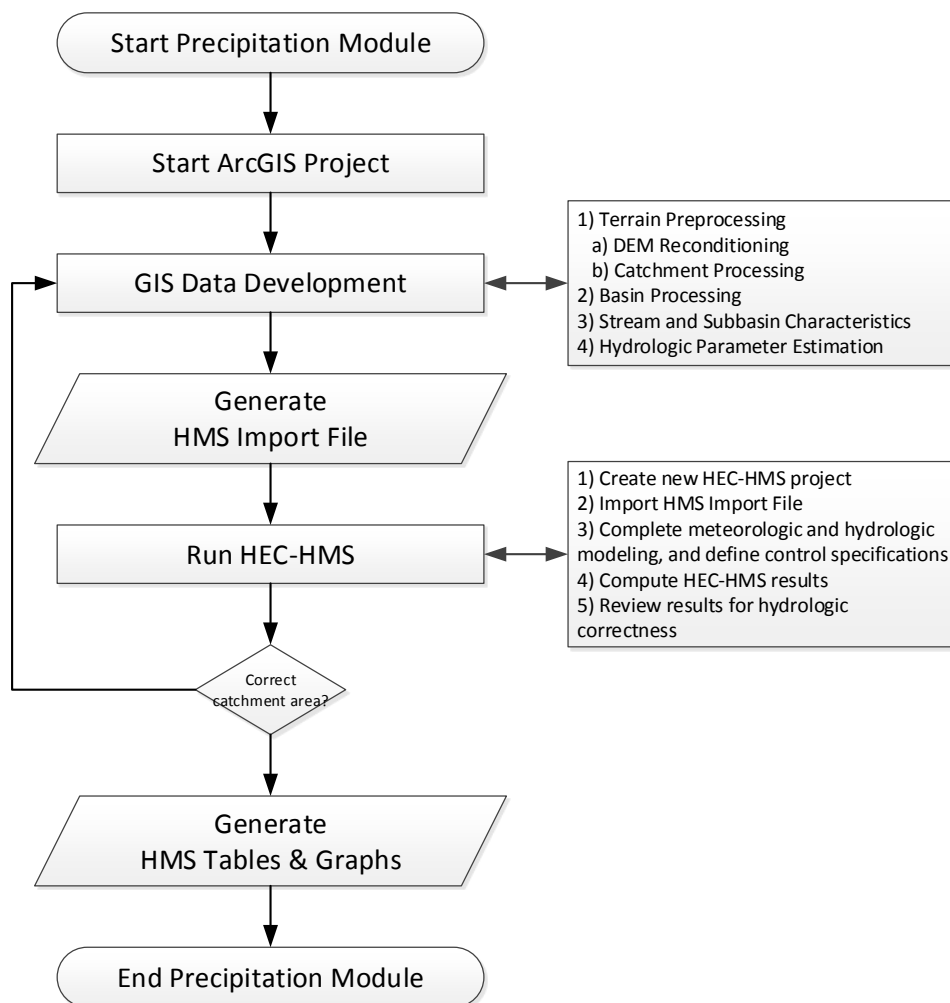 Start Precipitation Module
Start ArcGIS Project
GIS Data Development
1) Terrain Preprocessing
a) DEM Reconditioning
b) Catchment Processing
2) Basin Processing
3) Stream and Subbasin Characteristics
4) Hydrologic Parameter Estimation
Generate
HMS Import File
Run HEC-HMS
1) Create new HEC-HMS project
2) Import HMS Import File
3) Complete meteorologic and hydrologic
modeling, and define control specifications
4) Compute HEC-HMS results
5) Review results for hydrologic
correctness
Correct
catchment area?
Generate
HMS Tables & Graphs
End Precipitation Module